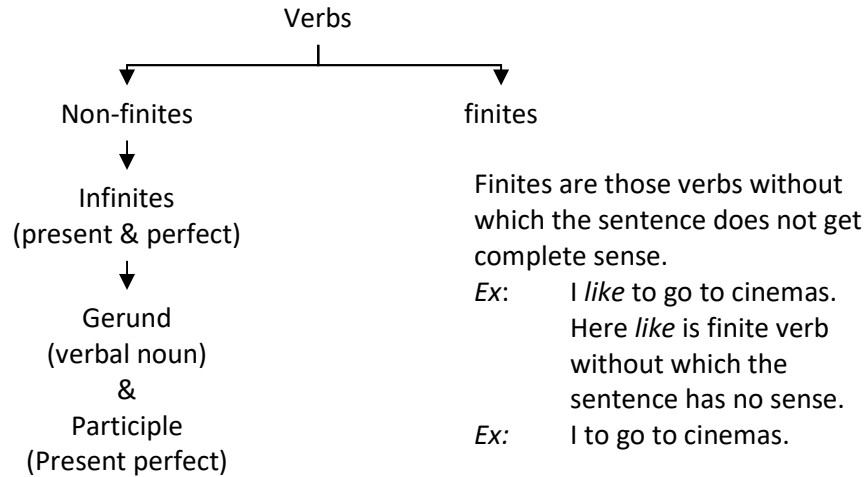 Verbs
Non-finites
finites
Infinites
(present & perfect)
Gerund
(verbal noun)
&
Participle
(Present perfect)
Finites are those verbs without
which the sentence does not get
complete sense.
Ex: I like to go to cinemas.
Here like is finite verb
without which the
sentence has no sense.
Ex: I to go to cinemas.